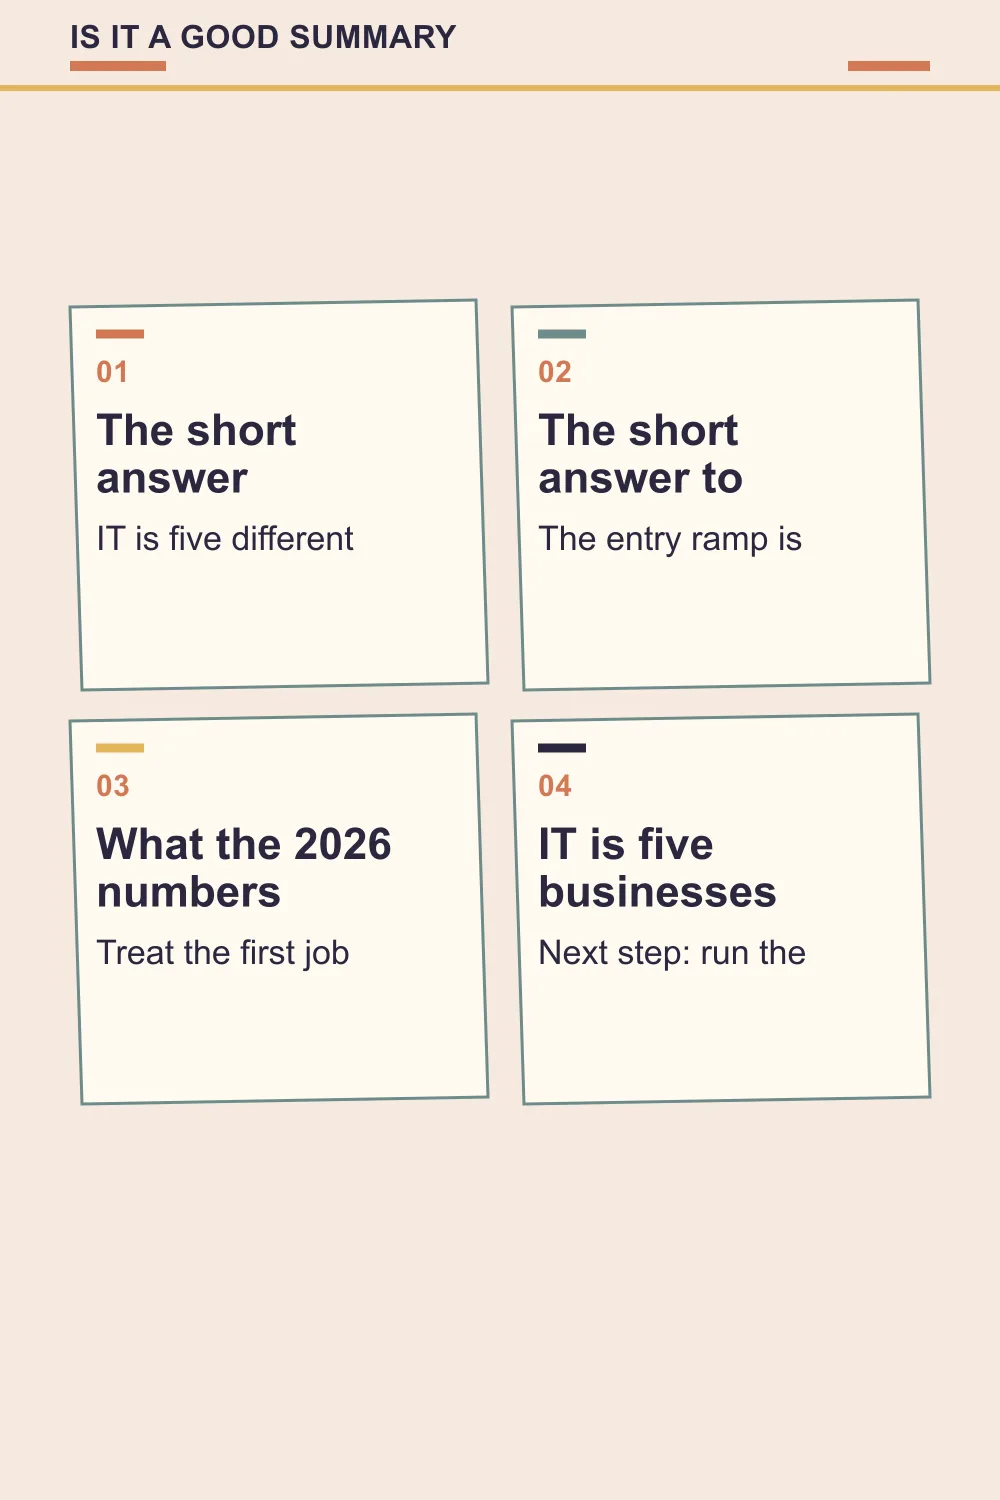 IS IT A GOOD SUMMARY
01
The short
answer
IT is five different
02
The short
answer to
The entry ramp is
03
What the 2026
numbers
Treat the first job
04
IT is five
businesses
Next step: run the